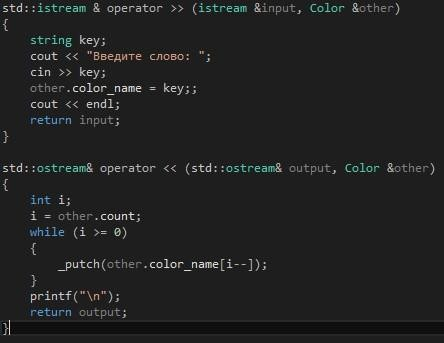 std::istream & operator >> (istream &input, Color &other)
{
    string key;
    cout << "Введите слово: ";
    cin >> key;
    other.color_name = key;;
    cout << endl;
    return input;
}

std::ostream& operator << (std::ostream& output, Color &other)
{
    int i;
    i = other.count;
    while (i >= 0)
    {
        _putch(other.color_name[i--]);
    }
    printf("\n");
    return output;
}